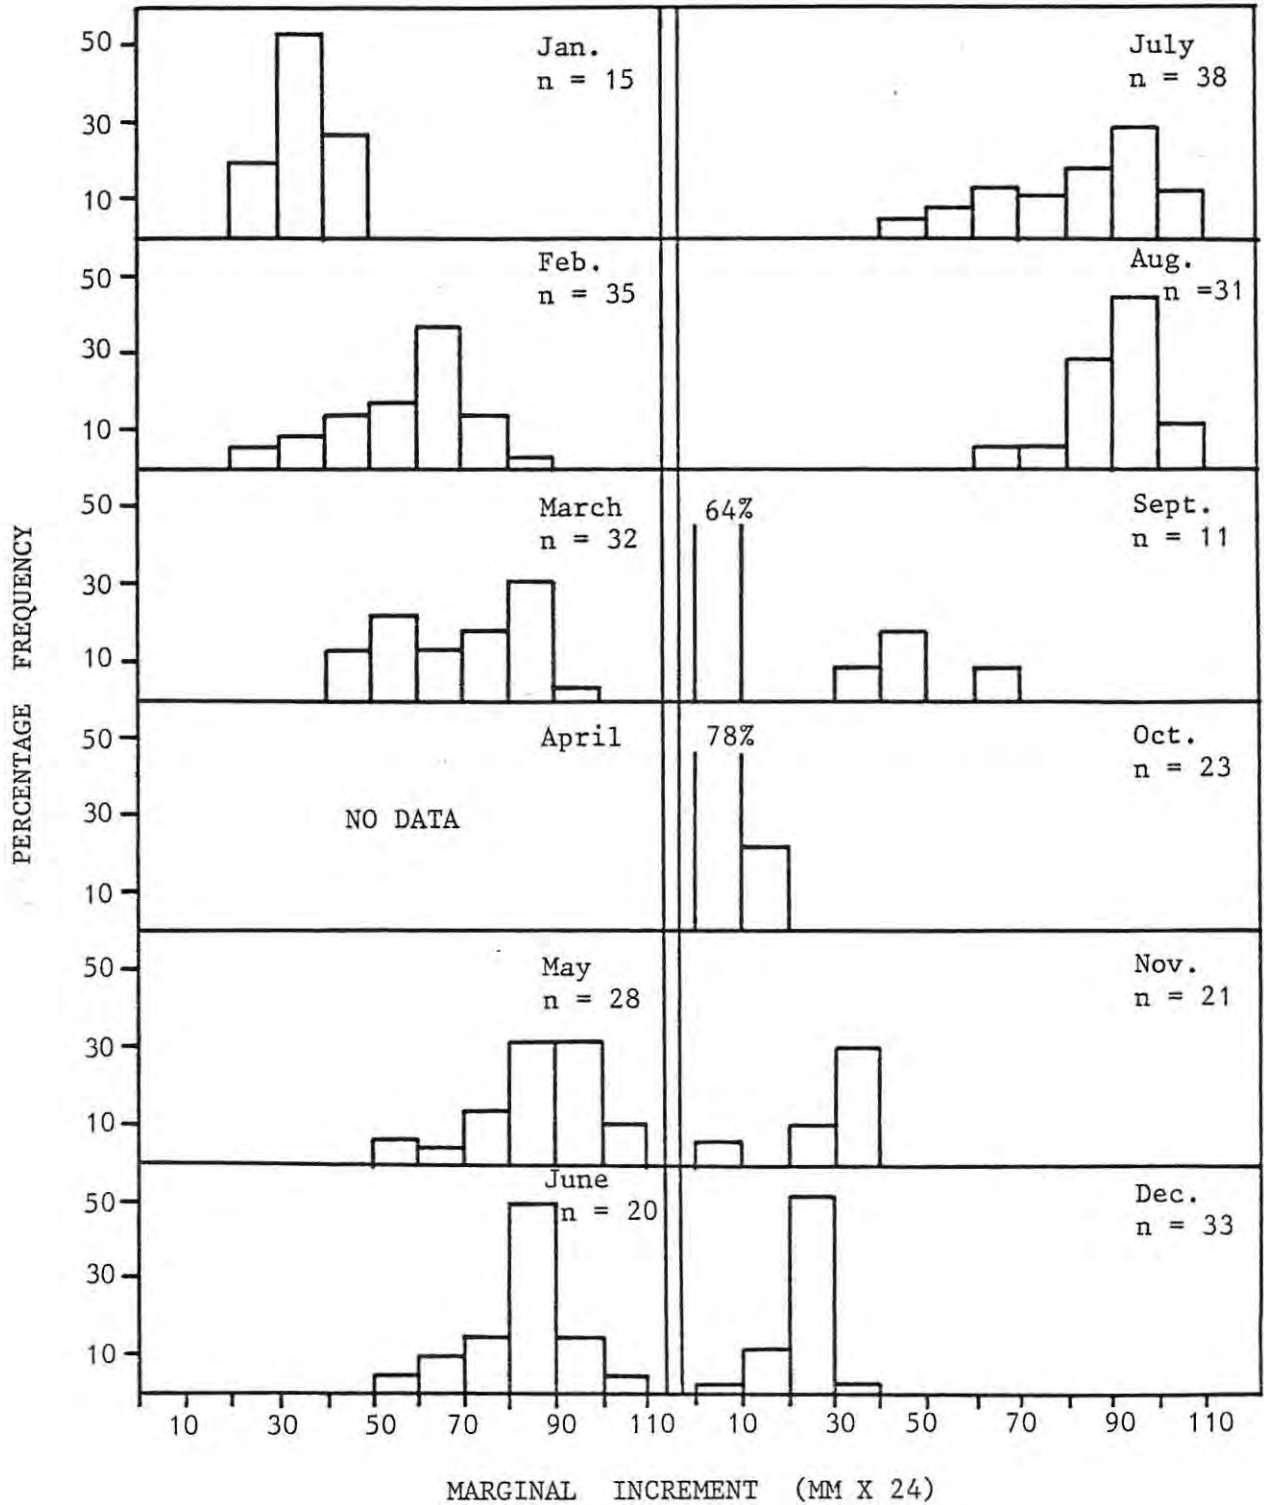 PERCENTAGE FREQUENCY
50
30
10
Jan.
n = 15
July
n = 38
50
30
10
Feb.
n = 35
Aug.
n =31
50
30
10
March
n = 32
64%
Sept.
n = 11
50
30
10
April
NO DATA
78%
Oct.
n = 23
50
30
10
May
n = 28
Nov.
n = 21
50
30
10
June
n = 20
Dec.
n = 33
10 30 50 70 90 110 10 30 50 70 90 110
MARGINAL INCREMENT (MM X 24)